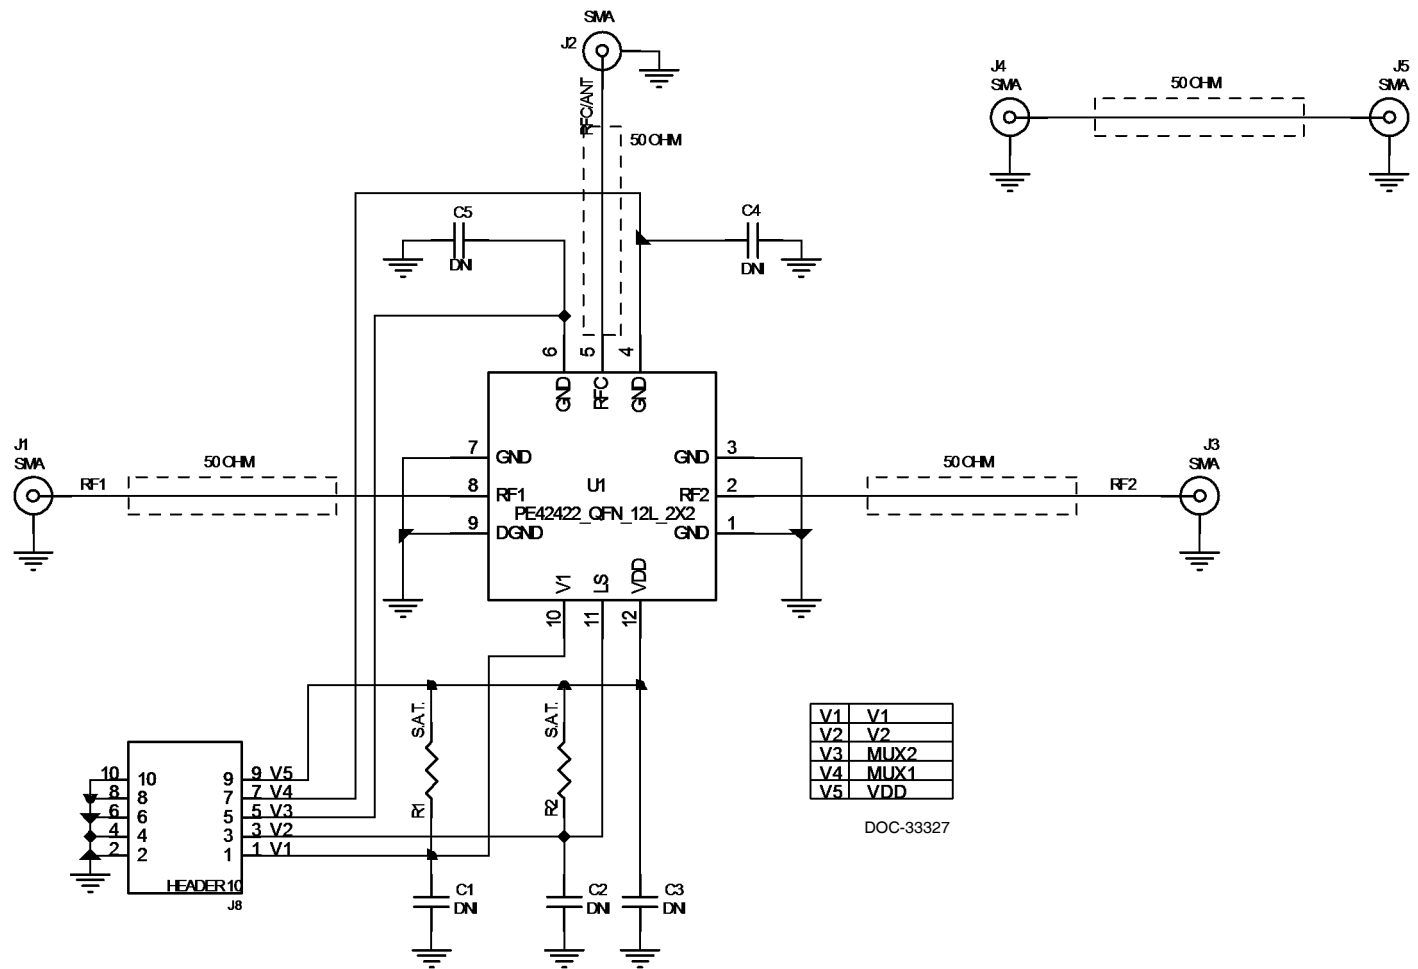 SMA
J2
RFC/ANT
50 OHM
J4
SMA
50 OHM
J5
SMA
C5
DNI
C4
DNI
6
5
4
GND
RFC
GND
J1
SMA
RF1
50 OHM
7
GND
8
RF1
9
DGND
U1
PE42422_QFN_12L_2X2
GND
3
RF2
2
GND
1
50 OHM
RF2
J3
SMA
V1
LS
VDD
10
11
12
S.A.T.
R1
S.A.T.
R2
10 10 9 9 V5
8 8 7 7 V4
6 6 5 5 V3
4 4 3 3 V2
2 2 1 1 V1
HEADER 10
J8
C1
DNI
C2
DNI
C3
DNI
V1 V1
V2 V2
V3 MUX2
V4 MUX1
V5 VDD
DOC-33327